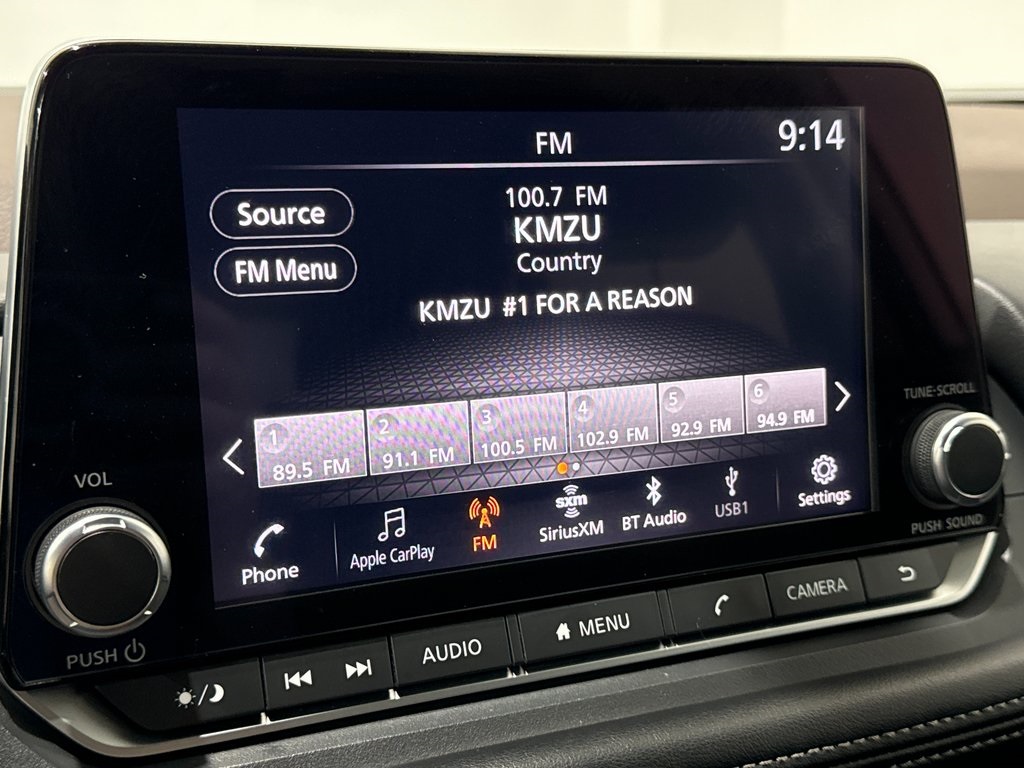 FM
9:14
Source
FM Menu
100.7 FM
KMZU
Country
KMZU #1 FOR A REASON
1
89.5 FM
2
91.1 FM
3
100.5 FM
4
102.9 FM
5
92.9 FM
6
94.9 FM
Phone
Apple CarPlay
FM
sxm
SiriusXM
BT Audio
USB1
Settings
VOL
PUSH
TUNE·SCROLL
PUSH SOUND
AUDIO
MENU
CAMERA